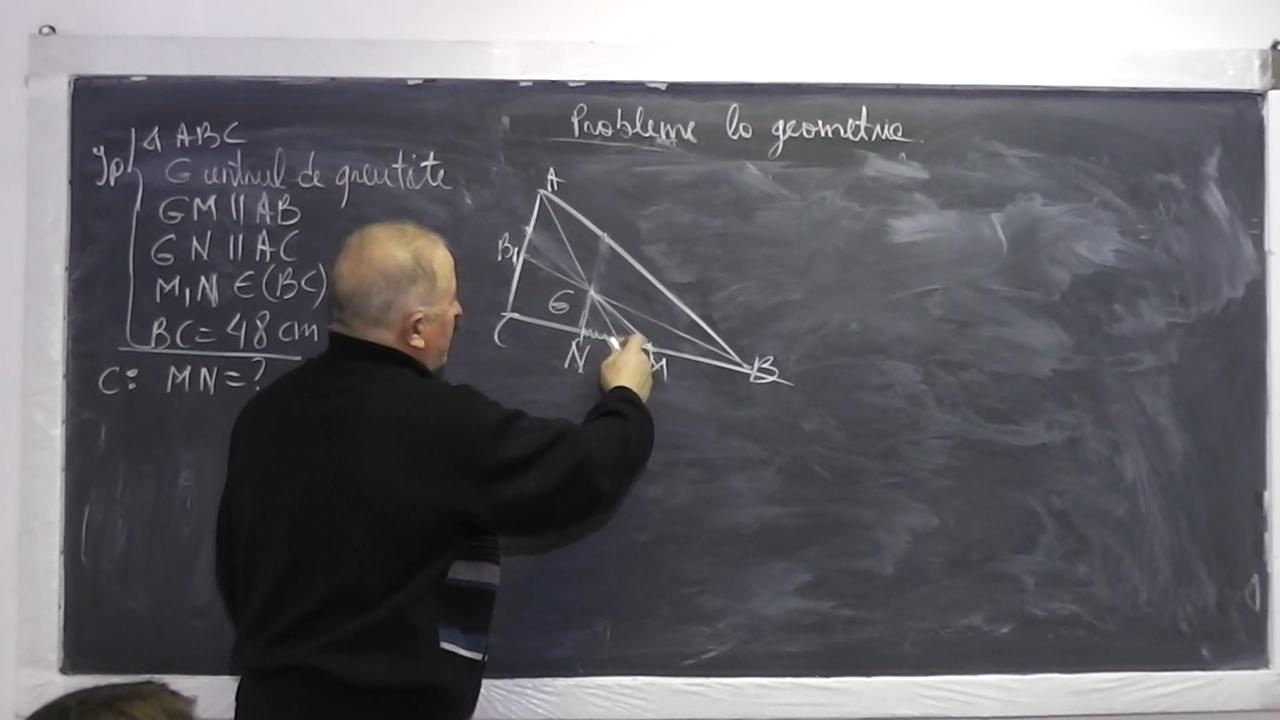 Probleme la geometrie
Ip
△ ABC
G centrul de greutate
GM || AB
GN || AC
M, N ∈ (BC)
BC = 48 cm
C: MN = ?
A
B₁
G
C
N
M
B